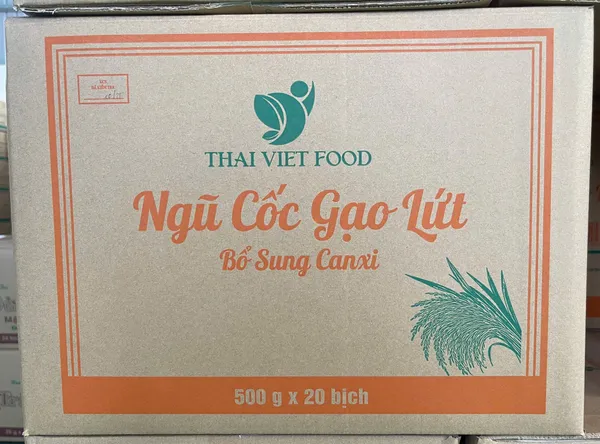 THAI VIET FOOD
Ngũ Cốc Gạo Lứt
Bổ Sung Canxi
500 g x 20 bịch